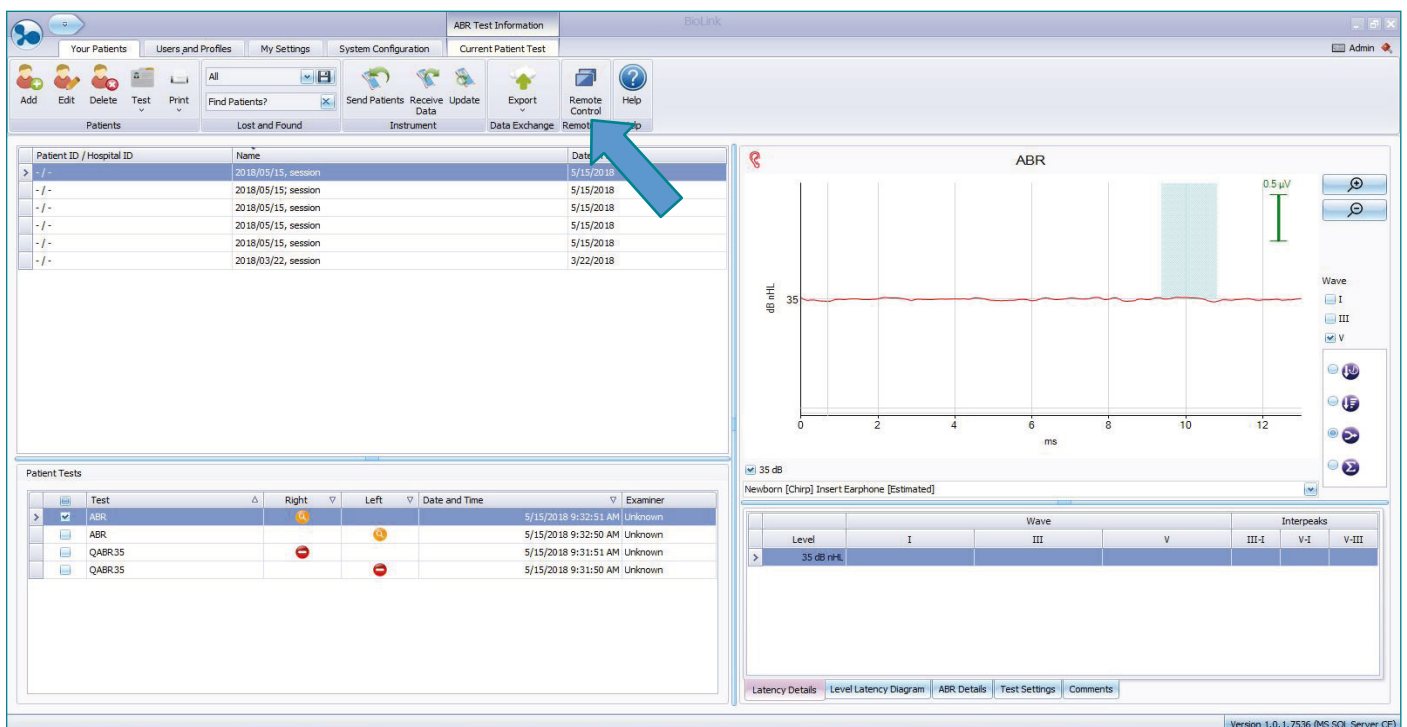 ABR Test Information
BioLink
Your Patients Users and Profiles My Settings System Configuration Current Patient Test
Admin
All
Find Patients?
Add Edit Delete Test Print Send Patients Receive Data Update Export Remote Control Help
Patients Lost and Found Instrument Data Exchange
Patient ID / Hospital ID Name Date
- / - 2018/05/15, session 5/15/2018
- / - 2018/05/15; session 5/15/2018
- / - 2018/05/15, session 5/15/2018
- / - 2018/05/15, session 5/15/2018
- / - 2018/05/15, session 5/15/2018
- / - 2018/03/22, session 3/22/2018
Patient Tests
Test Right Left Date and Time Examiner
ABR 5/15/2018 9:32:51 AM Unknown
ABR 5/15/2018 9:32:50 AM Unknown
QABR35 5/15/2018 9:31:51 AM Unknown
QABR35 5/15/2018 9:31:50 AM Unknown
ABR
0.5 µV
dB nHL
35
0 2 4 6 8 10 12
ms
Wave
I
III
V
35 dB
Newborn [Chirp] Insert Earphone [Estimated]
Wave Interpeaks
Level I III V III-I V-I V-III
35 dB nHL
Latency Details Level Latency Diagram ABR Details Test Settings Comments
Version 1.0.1.7536 (MS SQL Server CE)